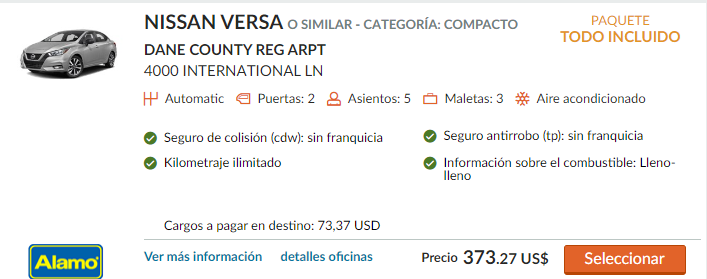 NISSAN VERSA O SIMILAR - CATEGORÍA: COMPACTO
PAQUETE
TODO INCLUIDO
DANE COUNTY REG ARPT
4000 INTERNATIONAL LN
Automatic Puertas: 2 Asientos: 5 Maletas: 3 Aire acondicionado
Seguro de colisión (cdw): sin franquicia
Seguro antirrobo (tp): sin franquicia
Kilometraje ilimitado
Información sobre el combustible: Lleno-
lleno
Cargos a pagar en destino: 73,37 USD
Alamo
Ver más información detalles oficinas Precio 373.27 US$ Seleccionar